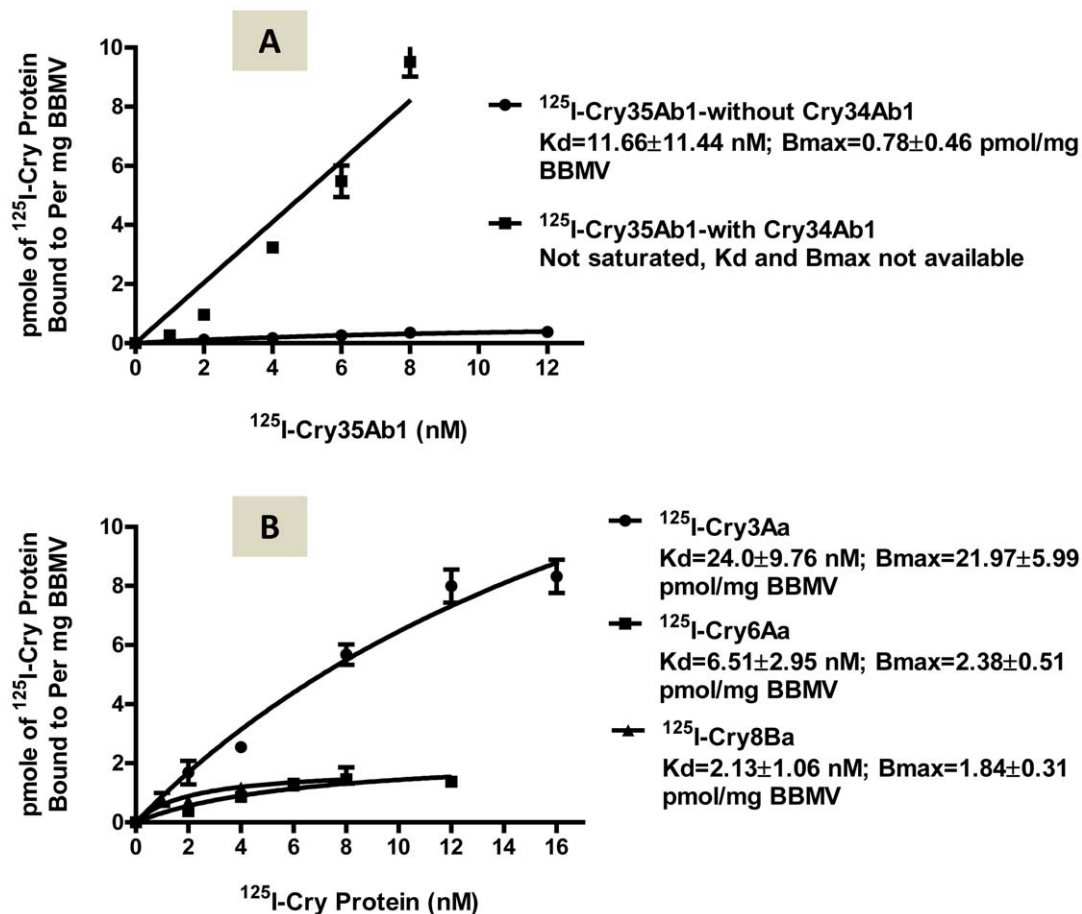 A
pmole of ¹²⁵I-Cry Protein
Bound to Per mg BBMV
10
8
6
4
2
0
0 2 4 6 8 10 12
¹²⁵I-Cry35Ab1 (nM)
¹²⁵I-Cry35Ab1-without Cry34Ab1
Kd=11.66±11.44 nM; Bmax=0.78±0.46 pmol/mg
BBMV
¹²⁵I-Cry35Ab1-with Cry34Ab1
Not saturated, Kd and Bmax not available
B
pmole of ¹²⁵I-Cry Protein
Bound to Per mg BBMV
10
8
6
4
2
0
0 2 4 6 8 10 12 14 16
¹²⁵I-Cry Protein (nM)
¹²⁵I-Cry3Aa
Kd=24.0±9.76 nM; Bmax=21.97±5.99
pmol/mg BBMV
¹²⁵I-Cry6Aa
Kd=6.51±2.95 nM; Bmax=2.38±0.51
pmol/mg BBMV
¹²⁵I-Cry8Ba
Kd=2.13±1.06 nM; Bmax=1.84±0.31
pmol/mg BBMV